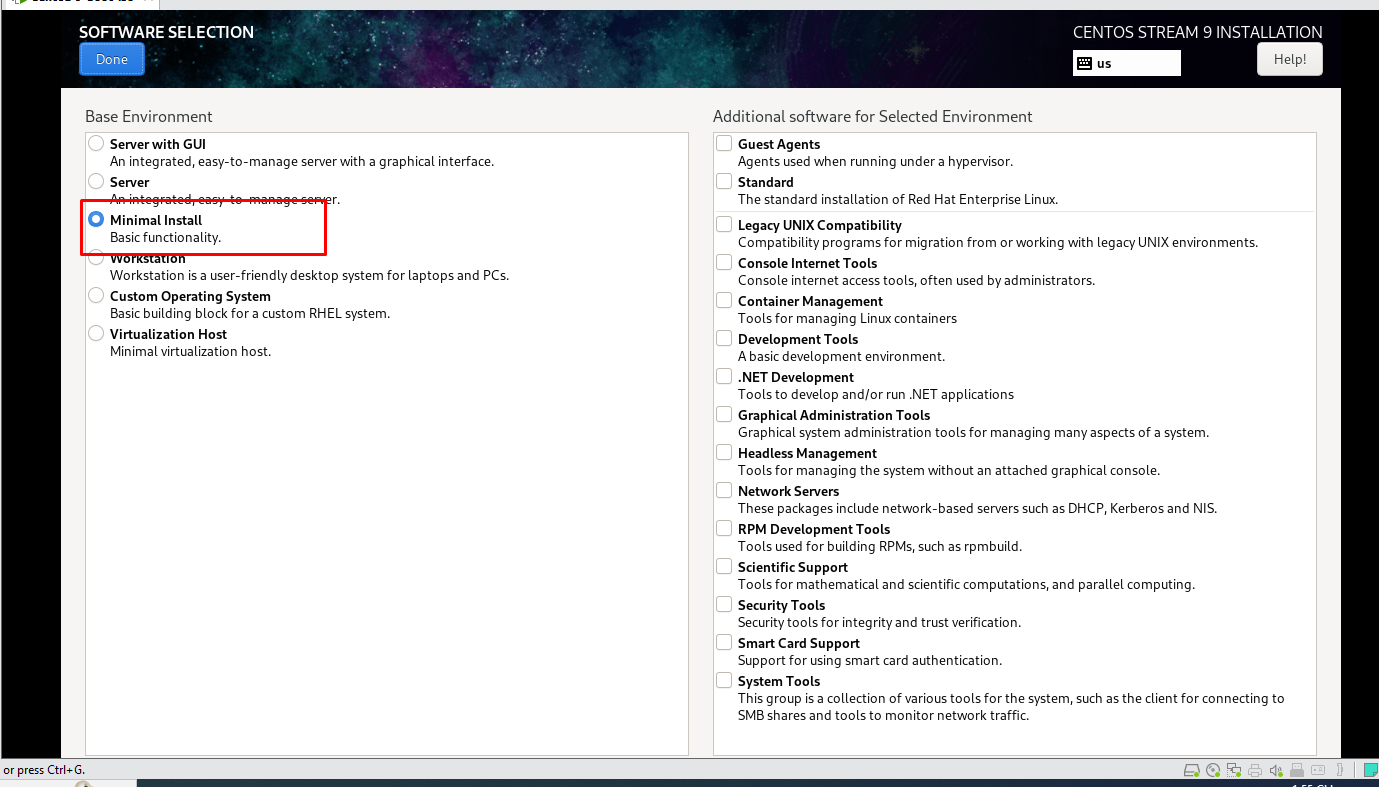 SOFTWARE SELECTION
CENTOS STREAM 9 INSTALLATION
Done
us
Help!
Base Environment
Server with GUI
An integrated, easy-to-manage server with a graphical interface.
Server
An integrated, easy-to-manage server.
Minimal Install
Basic functionality.
Workstation
Workstation is a user-friendly desktop system for laptops and PCs.
Custom Operating System
Basic building block for a custom RHEL system.
Virtualization Host
Minimal virtualization host.
Additional software for Selected Environment
Guest Agents
Agents used when running under a hypervisor.
Standard
The standard installation of Red Hat Enterprise Linux.
Legacy UNIX Compatibility
Compatibility programs for migration from or working with legacy UNIX environments.
Console Internet Tools
Console internet access tools, often used by administrators.
Container Management
Tools for managing Linux containers
Development Tools
A basic development environment.
.NET Development
Tools to develop and/or run .NET applications
Graphical Administration Tools
Graphical system administration tools for managing many aspects of a system.
Headless Management
Tools for managing the system without an attached graphical console.
Network Servers
These packages include network-based servers such as DHCP, Kerberos and NIS.
RPM Development Tools
Tools used for building RPMs, such as rpmbuild.
Scientific Support
Tools for mathematical and scientific computations, and parallel computing.
Security Tools
Security tools for integrity and trust verification.
Smart Card Support
Support for using smart card authentication.
System Tools
This group is a collection of various tools for the system, such as the client for connecting to
SMB shares and tools to monitor network traffic.
or press Ctrl+G.